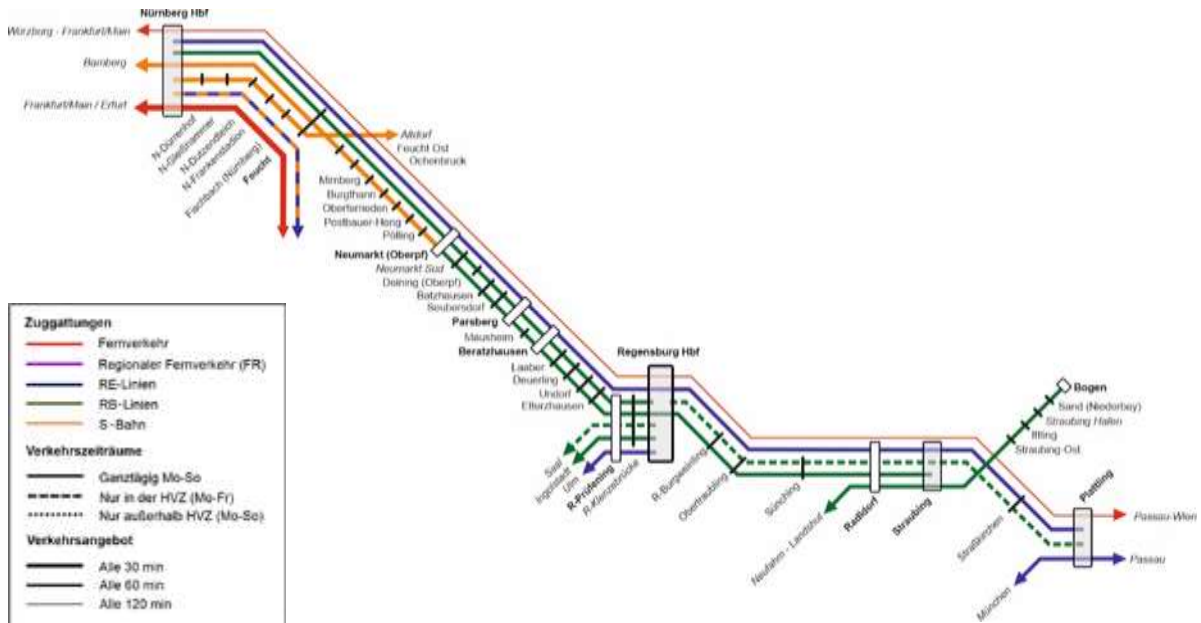 Nürnberg Hbf
Würzburg - Frankfurt/Main
Bamberg
Frankfurt/Main / Erfurt
N-Dürrenhof
N-Gleißhammer
N-Dutzendteich
N-Frankenstadion
Fischbach (Nürnberg)
Feucht
Altdorf
Feucht Ost
Ochenbruck
Mimberg
Burgthann
Oberferrieden
Postbauer-Heng
Pölling
Neumarkt (Oberpf)
Neumarkt Süd
Deining (Oberpf)
Batzhausen
Seubersdorf
Parsberg
Mausheim
Beratzhausen
Laaber
Deuerling
Undorf
Etterzhausen
Regensburg Hbf
Saal
Ingolstadt
Ulm
R-Prüfening
R-Klenzebrücke
R-Burgweinting
Obertraubling
Sünching
Neufahrn - Landshut
Radldorf
Straubing
Bogen
Sand (Niederbay)
Straubing Hafen
Ittling
Straubing-Ost
Straßkirchen
Plattling
Passau-Wien
Passau
München
Zuggattungen
Fernverkehr
Regionaler Fernverkehr (FR)
RE-Linien
RB-Linien
S-Bahn
Verkehrszeiträume
Ganztägig Mo-So
Nur in der HVZ (Mo-Fr)
Nur außerhalb HVZ (Mo-So)
Verkehrsangebot
Alle 30 min
Alle 60 min
Alle 120 min